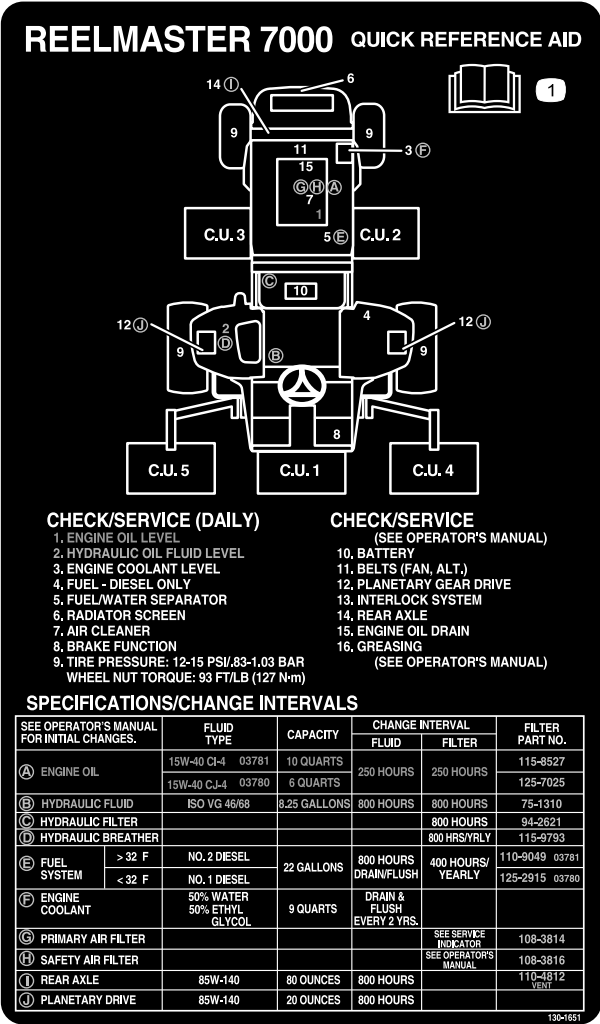 REELMASTER 7000 QUICK REFERENCE AID
1
14 Ⓘ
6
9
9
11
3 Ⓕ
15
Ⓖ Ⓗ Ⓐ
7
1
C.U. 3
5 Ⓔ
C.U. 2
Ⓒ
10
12 Ⓙ
2
Ⓓ
4
12 Ⓙ
9
Ⓑ
9
8
C.U. 5
C.U. 1
C.U. 4
CHECK/SERVICE (DAILY)
1. ENGINE OIL LEVEL
2. HYDRAULIC OIL FLUID LEVEL
3. ENGINE COOLANT LEVEL
4. FUEL - DIESEL ONLY
5. FUEL/WATER SEPARATOR
6. RADIATOR SCREEN
7. AIR CLEANER
8. BRAKE FUNCTION
9. TIRE PRESSURE: 12-15 PSI/.83-1.03 BAR
WHEEL NUT TORQUE: 93 FT/LB (127 N•m)
CHECK/SERVICE
(SEE OPERATOR'S MANUAL)
10. BATTERY
11. BELTS (FAN, ALT.)
12. PLANETARY GEAR DRIVE
13. INTERLOCK SYSTEM
14. REAR AXLE
15. ENGINE OIL DRAIN
16. GREASING
(SEE OPERATOR'S MANUAL)
SPECIFICATIONS/CHANGE INTERVALS
SEE OPERATOR'S MANUAL
FOR INITIAL CHANGES.
FLUID
TYPE
CAPACITY
CHANGE INTERVAL
FLUID
FILTER
FILTER
PART NO.
Ⓐ ENGINE OIL
15W-40 CI-4 03781
10 QUARTS
250 HOURS
250 HOURS
115-8527
15W-40 CJ-4 03780
6 QUARTS
125-7025
Ⓑ HYDRAULIC FLUID
ISO VG 46/68
8.25 GALLONS
800 HOURS
800 HOURS
75-1310
Ⓒ HYDRAULIC FILTER
800 HOURS
94-2621
Ⓓ HYDRAULIC BREATHER
800 HRS/YRLY
115-9793
Ⓔ FUEL
SYSTEM
> 32 F
NO. 2 DIESEL
22 GALLONS
800 HOURS
DRAIN/FLUSH
400 HOURS/
YEARLY
110-9049 03781
< 32 F
NO. 1 DIESEL
125-2915 03780
Ⓕ ENGINE
COOLANT
50% WATER
50% ETHYL
GLYCOL
9 QUARTS
DRAIN &
FLUSH
EVERY 2 YRS.
Ⓖ PRIMARY AIR FILTER
SEE SERVICE
INDICATOR
108-3814
Ⓗ SAFETY AIR FILTER
SEE OPERATOR'S
MANUAL
108-3816
Ⓘ REAR AXLE
85W-140
80 OUNCES
800 HOURS
110-4812
VENT
Ⓙ PLANETARY DRIVE
85W-140
20 OUNCES
800 HOURS
130-1651